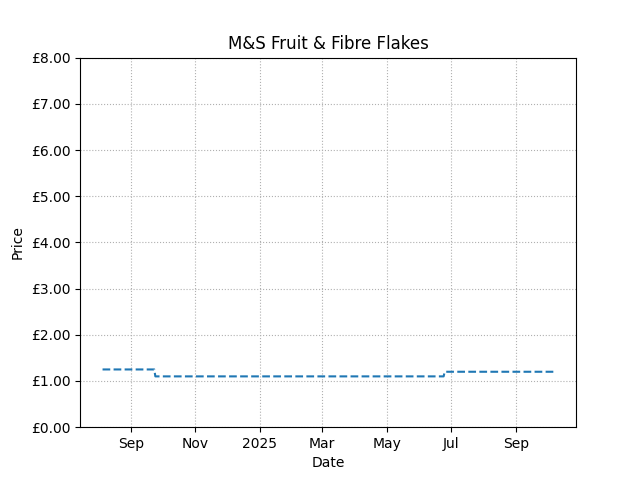 M&S Fruit & Fibre Flakes
£8.00
£7.00
£6.00
£5.00
£4.00
£3.00
£2.00
£1.00
£0.00
Price
Sep Nov 2025 Mar May Jul Sep
Date